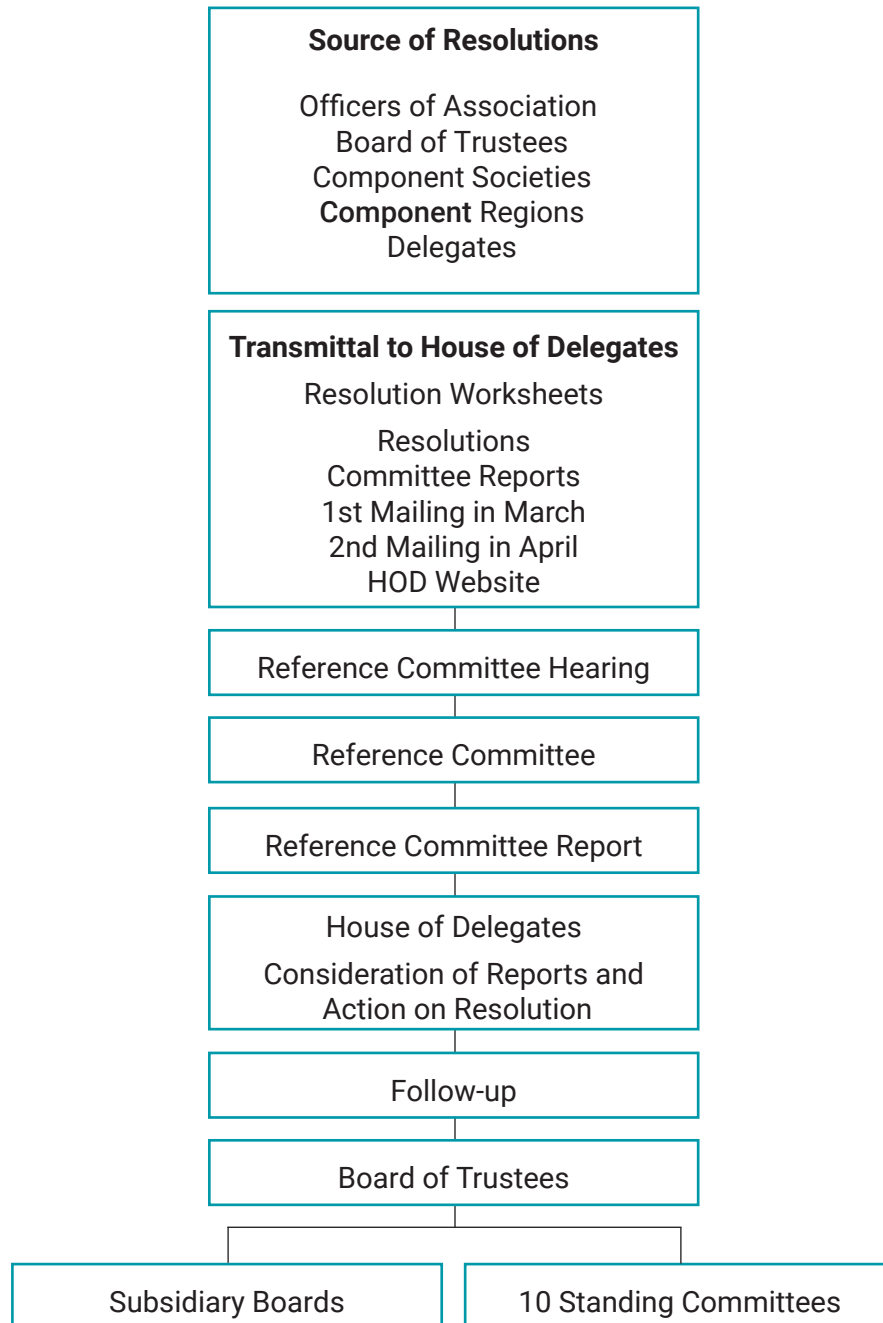 Source of Resolutions
Officers of Association
Board of Trustees
Component Societies
Component Regions
Delegates
Transmittal to House of Delegates
Resolution Worksheets
Resolutions
Committee Reports
1st Mailing in March
2nd Mailing in April
HOD Website
Reference Committee Hearing
Reference Committee
Reference Committee Report
House of Delegates
Consideration of Reports and
Action on Resolution
Follow-up
Board of Trustees
Subsidiary Boards
10 Standing Committees